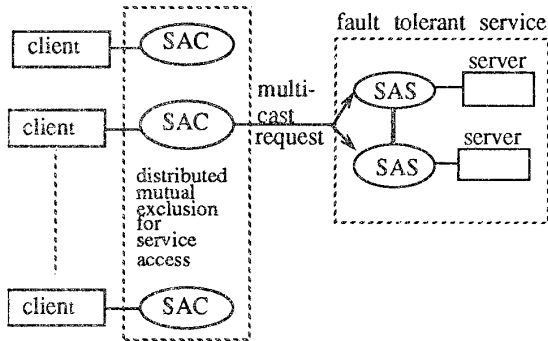 fault tolerant service
client
SAC
server
multi-
cast
request
SAS
client
SAC
server
SAS
distributed
mutual
exclusion
for
service
access
client
SAC